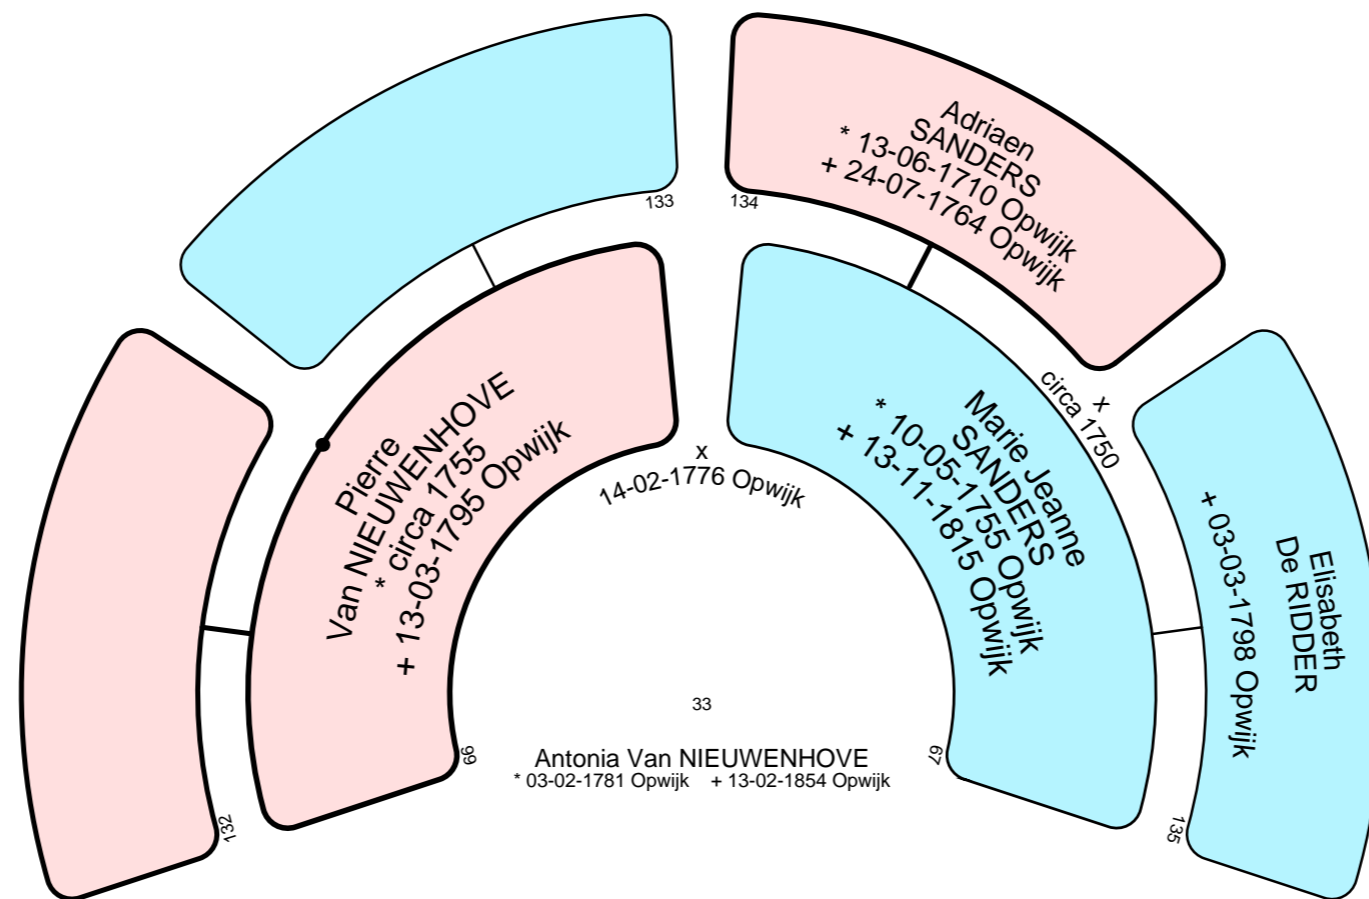 133
134
Adriaen
SANDERS
* 13-06-1710 Opwijk
+ 24-07-1764 Opwijk
x
circa 1750
Pierre
Van NIEUWENHOVE
* circa 1755
+ 13-03-1795 Opwijk
x
14-02-1776 Opwijk
Marie Jeanne
SANDERS
* 10-05-1755 Opwijk
+ 13-11-1815 Opwijk
Elisabeth
De RIDDER
+ 03-03-1798 Opwijk
132
66
33
67
135
Antonia Van NIEUWENHOVE
* 03-02-1781 Opwijk + 13-02-1854 Opwijk